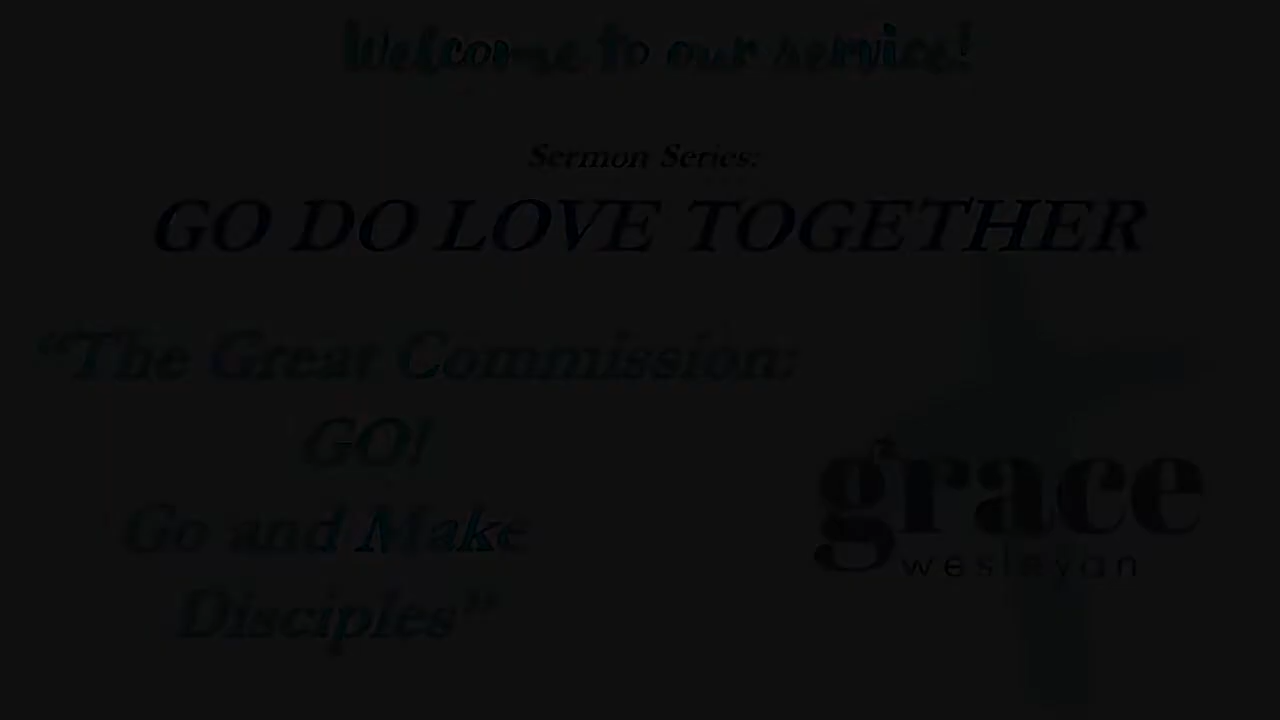 Welcome to our service!
Sermon Series:
GO DO LOVE TOGETHER
“The Great Commission:
GO!
Go and Make
Disciples”
grace
wesleyan